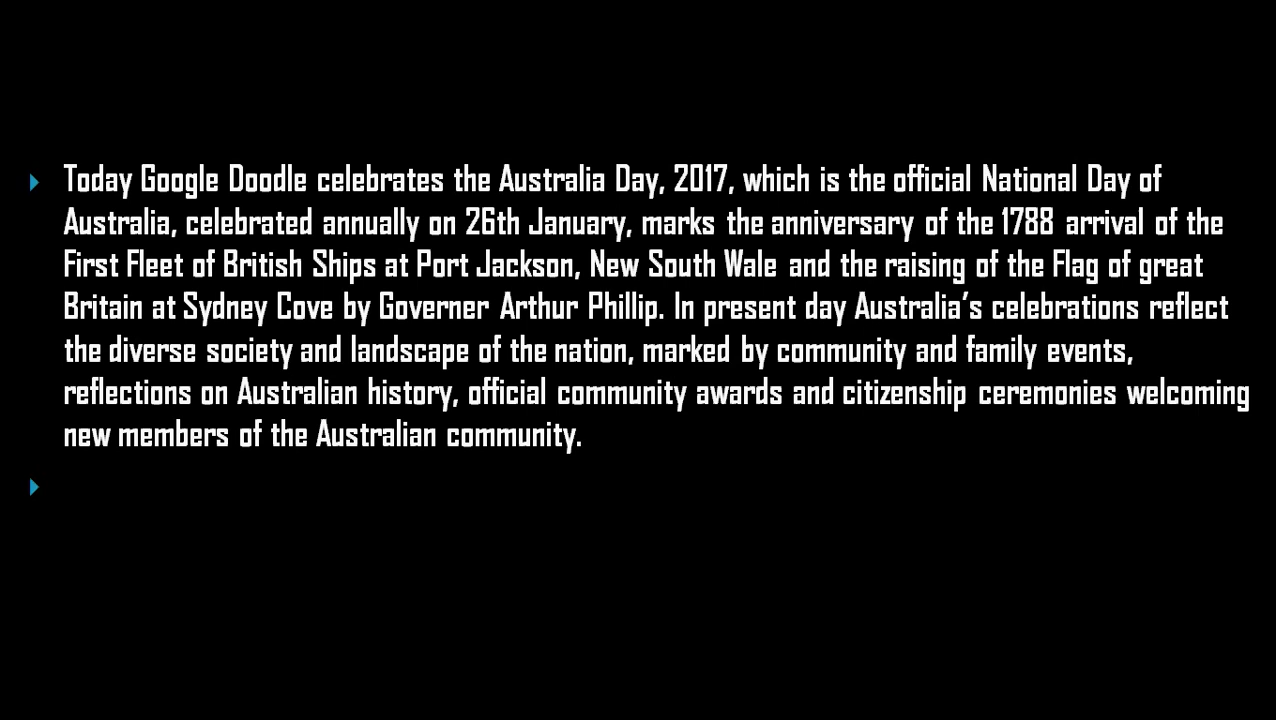 Today Google Doodle celebrates the Australia Day, 2017, which is the official National Day of
Australia, celebrated annually on 26th January, marks the anniversary of the 1788 arrival of the
First Fleet of British Ships at Port Jackson, New South Wale and the raising of the Flag of great
Britain at Sydney Cove by Governer Arthur Phillip. In present day Australia's celebrations reflect
the diverse society and landscape of the nation, marked by community and family events,
reflections on Australian history, official community awards and citizenship ceremonies welcoming
new members of the Australian community.